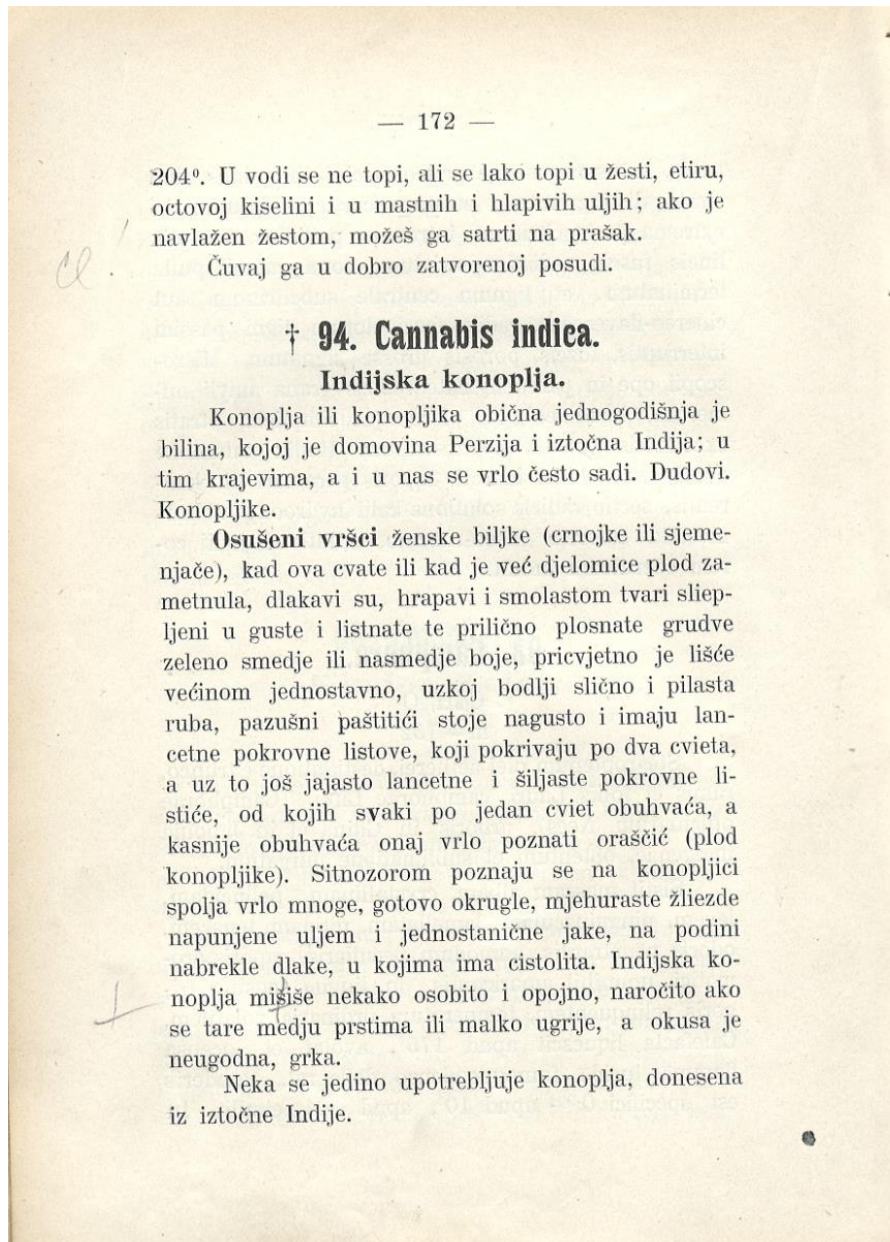 — 172 —
204⁰. U vodi se ne topi, ali se lako topi u žesti, etiru,
octovoj kiselini i u mastnih i hlapivih uljih; ako je
navlažen žestom, možeš ga satrti na prašak.
Čuvaj ga u dobro zatvorenoj posudi.
† 94. Cannabis indica.
Indijska konoplja.
Konoplja ili konopljika obična jednogodišnja je
bilina, kojoj je domovina Perzija i iztočna Indija; u
tim krajevima, a i u nas se vrlo često sadi. Dudovi.
Konopljike.
Osušeni vršci ženske biljke (crnojke ili sjeme-
njače), kad ova cvate ili kad je već djelomice plod za-
metnula, dlakavi su, hrapavi i smolastom tvari sliep-
ljeni u guste i listnate te prilično plosnate grudve
zeleno smedje ili nasmedje boje, pricvjetno je lišće
većinom jednostavno, uzkoj bodlji slično i pilasta
ruba, pazušni paštitići stoje nagusto i imaju lan-
cetne pokrovne listove, koji pokrivaju po dva cvieta,
a uz to još jajasto lancetne i šiljaste pokrovne li-
stiće, od kojih svaki po jedan cviet obuhvaća, a
kasnije obuhvaća onaj vrlo poznati oraščić (plod
konopljike). Sitnozorom poznaju se na konopljici
spolja vrlo mnoge, gotovo okrugle, mjehuraste žliezde
napunjene uljem i jednostanične jake, na podini
nabrekle dlake, u kojima ima cistolita. Indijska ko-
noplja mišiše nekako osobito i opojno, naročito ako
se tare medju prstima ili malko ugrije, a okusa je
neugodna, grka.
Neka se jedino upotrebljuje konoplja, donesena
iz iztočne Indije.